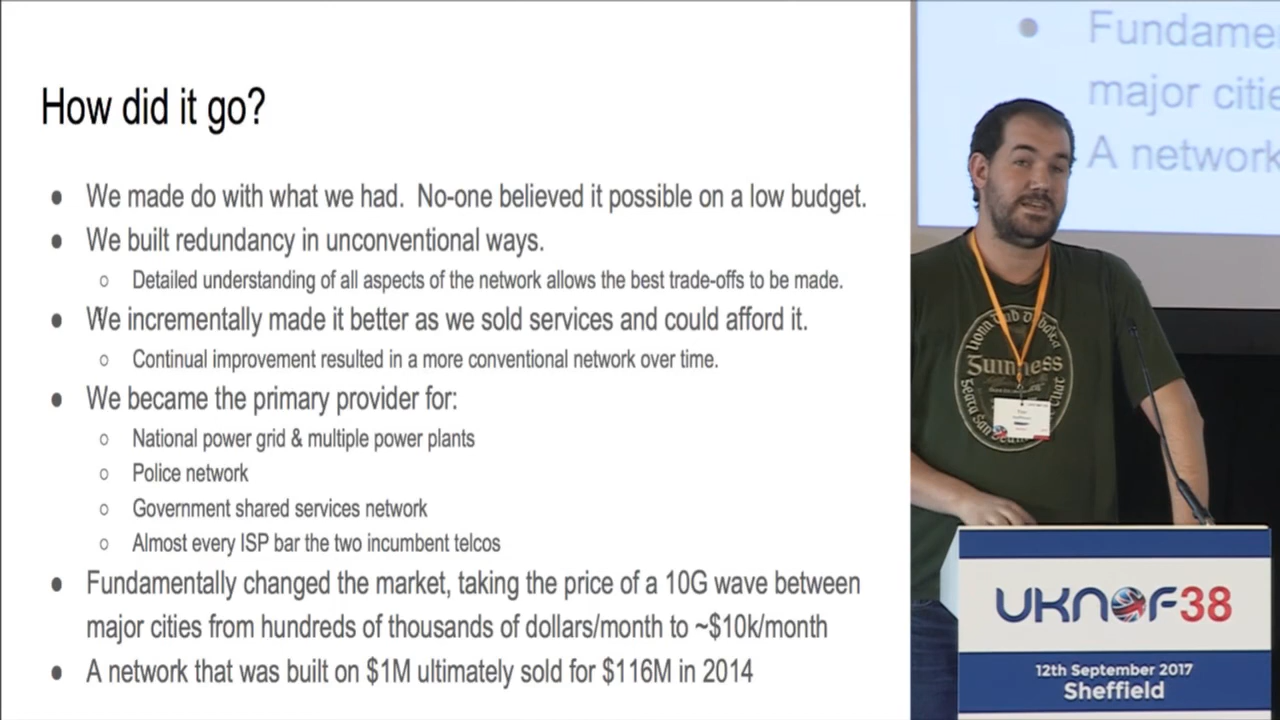 How did it go?
● We made do with what we had. No-one believed it possible on a low budget.
● We built redundancy in unconventional ways.
○ Detailed understanding of all aspects of the network allows the best trade-offs to be made.
● We incrementally made it better as we sold services and could afford it.
○ Continual improvement resulted in a more conventional network over time.
● We became the primary provider for:
○ National power grid & multiple power plants
○ Police network
○ Government shared services network
○ Almost every ISP bar the two incumbent telcos
● Fundamentally changed the market, taking the price of a 10G wave between
major cities from hundreds of thousands of dollars/month to ~$10k/month
● A network that was built on $1M ultimately sold for $116M in 2014
● Fundame
major citie
A network
GUINNESS
UKNOF38
12th September 2017
Sheffield